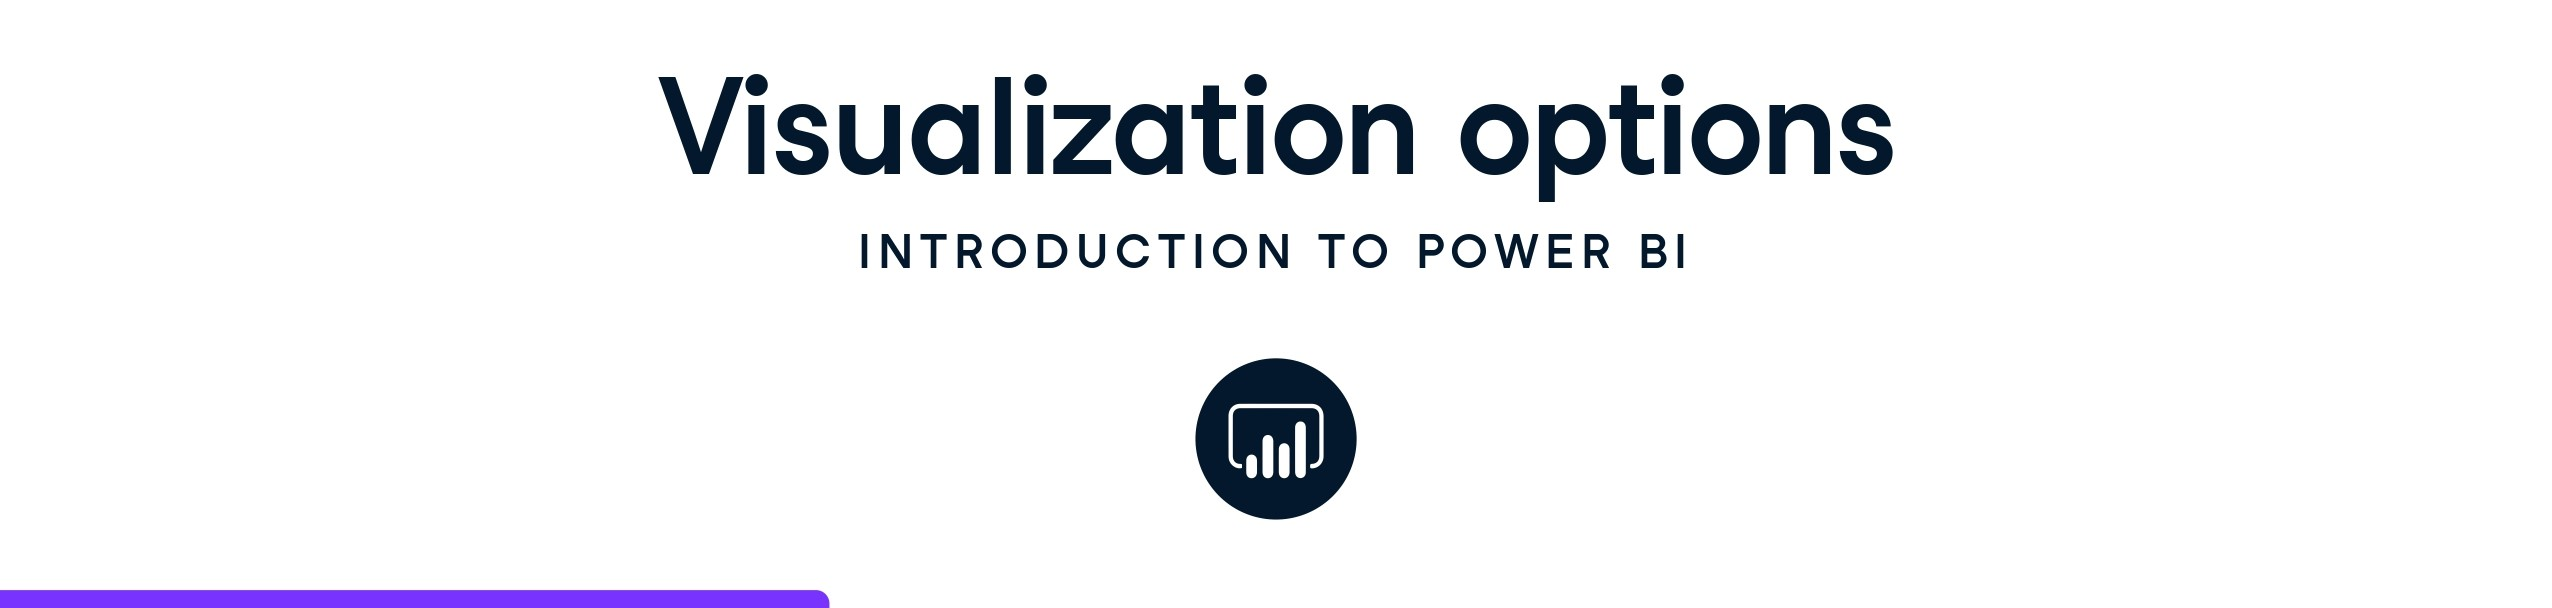 Visualization options
INTRODUCTION TO POWER BI